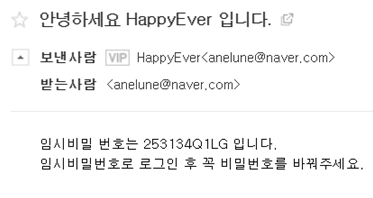 안녕하세요 HappyEver 입니다.
보낸사람 VIP HappyEver<anelune@naver.com>
받는사람 <anelune@naver.com>
임시비밀 번호는 253134Q1LG 입니다.
임시비밀번호로 로그인 후 꼭 비밀번호를 바꿔주세요.